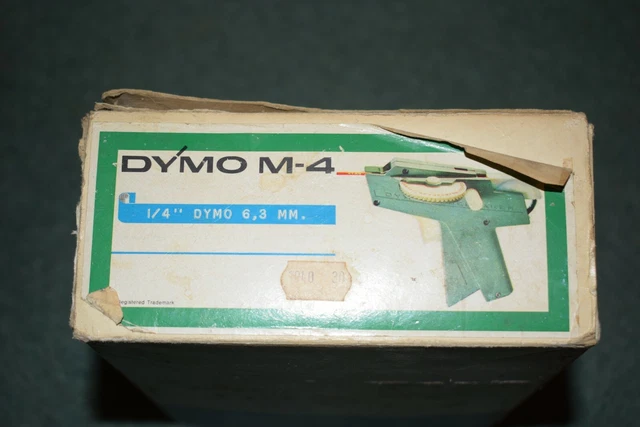 DYMO M-4
1/4" DYMO 6,3 MM.
Registered Trademark